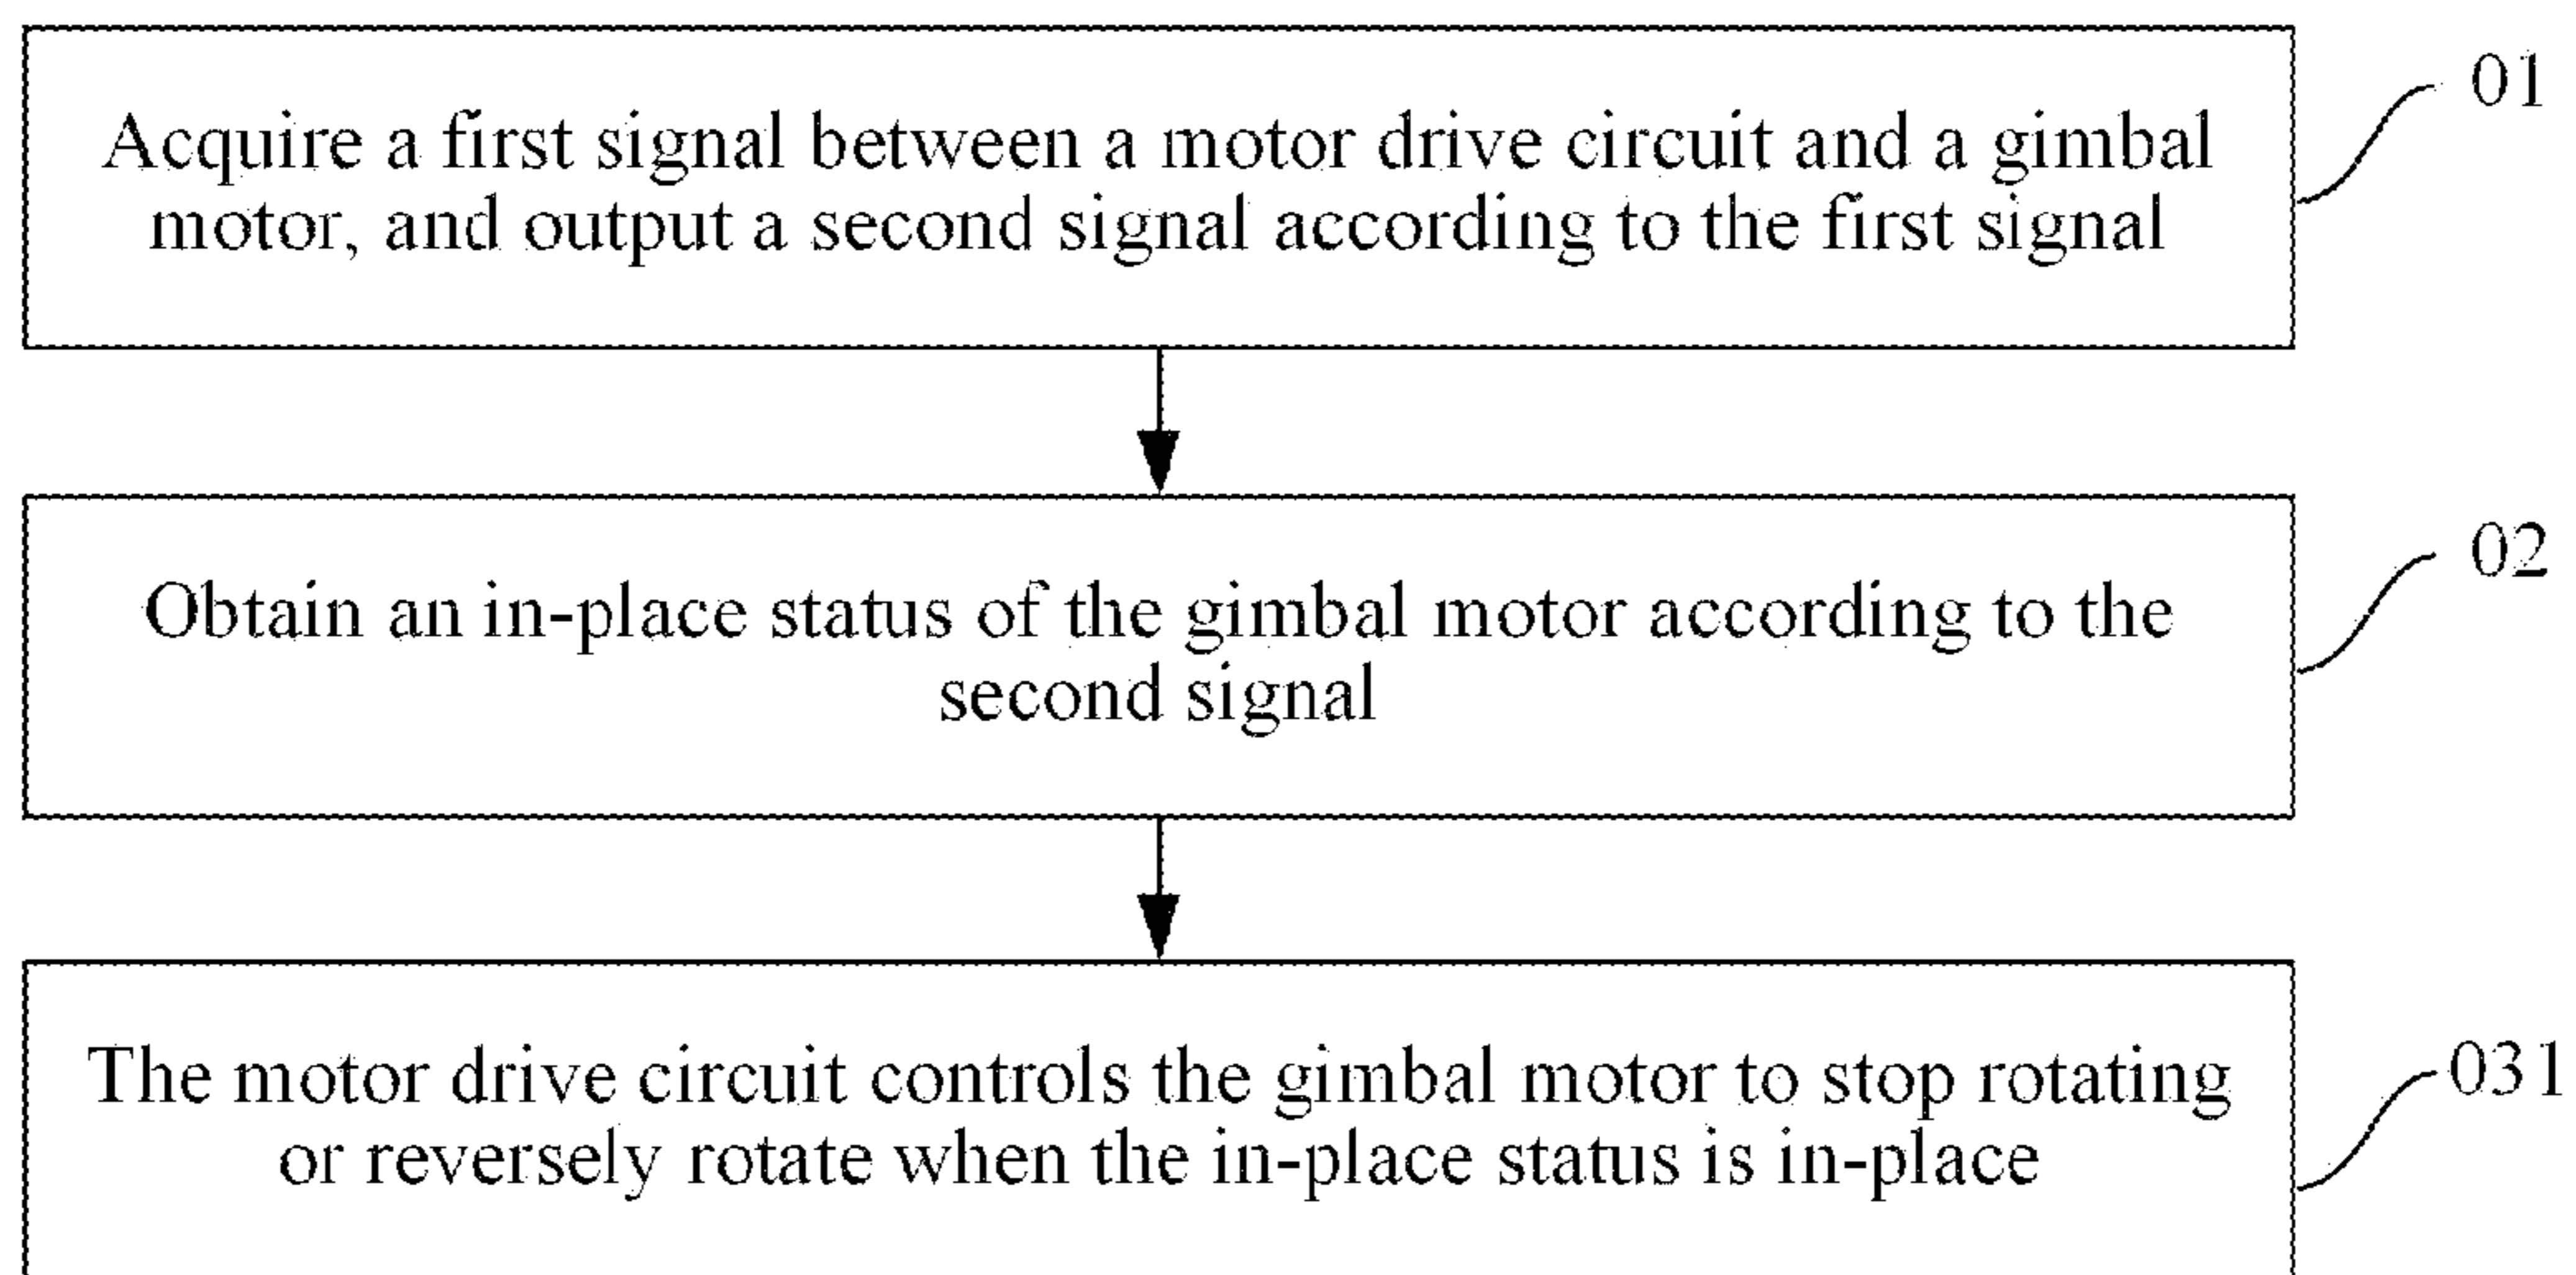 Acquire a first signal between a motor drive circuit and a gimbal
motor, and output a second signal according to the first signal
01
Obtain an in-place status of the gimbal motor according to the
second signal
02
The motor drive circuit controls the gimbal motor to stop rotating
or reversely rotate when the in-place status is in-place
031